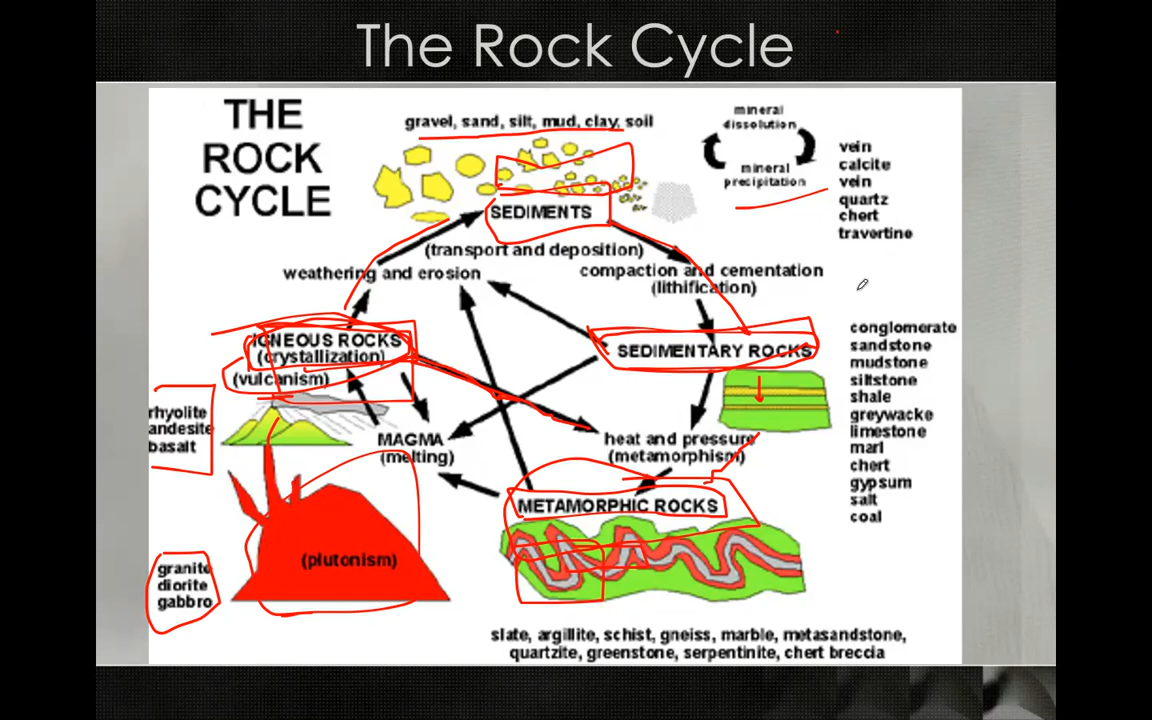 The Rock Cycle
THE
ROCK
CYCLE
gravel, sand, silt, mud, clay, soil
mineral
dissolution
mineral
precipitation
vein
calcite
vein
quartz
chert
travertine
SEDIMENTS
(transport and deposition)
weathering and erosion
compaction and cementation
(lithification)
IGNEOUS ROCKS
(crystallization)
(vulcanism)
SEDIMENTARY ROCKS
conglomerate
sandstone
mudstone
siltstone
shale
greywacke
limestone
marl
chert
gypsum
salt
coal
rhyolite
andesite
basalt
MAGMA
(melting)
heat and pressure
(metamorphism)
METAMORPHIC ROCKS
(plutonism)
granite
diorite
gabbro
slate, argillite, schist, gneiss, marble, metasandstone,
quartzite, greenstone, serpentinite, chert breccia